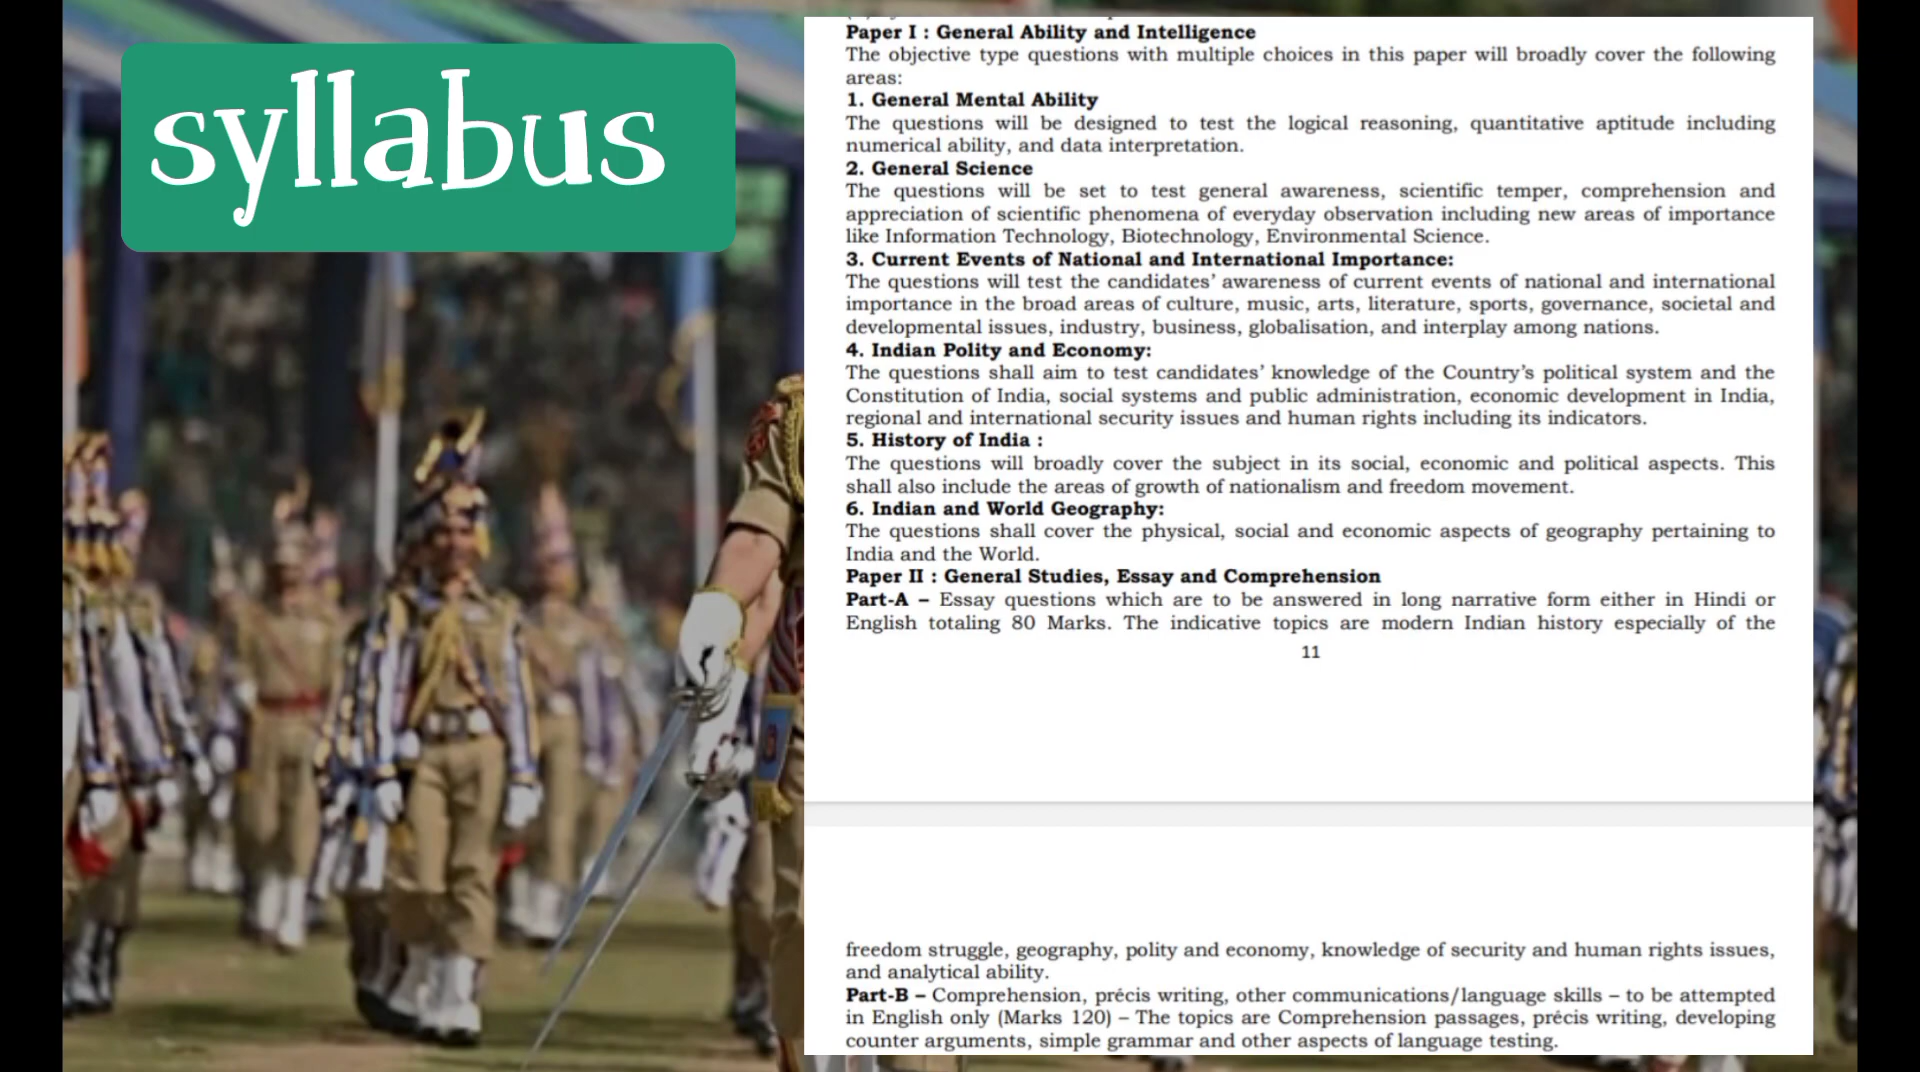 syllabus
Paper I : General Ability and Intelligence
The objective type questions with multiple choices in this paper will broadly cover the following
areas:
1. General Mental Ability
The questions will be designed to test the logical reasoning, quantitative aptitude including
numerical ability, and data interpretation.
2. General Science
The questions will be set to test general awareness, scientific temper, comprehension and
appreciation of scientific phenomena of everyday observation including new areas of importance
like Information Technology, Biotechnology, Environmental Science.
3. Current Events of National and International Importance:
The questions will test the candidates’ awareness of current events of national and international
importance in the broad areas of culture, music, arts, literature, sports, governance, societal and
developmental issues, industry, business, globalisation, and interplay among nations.
4. Indian Polity and Economy:
The questions shall aim to test candidates’ knowledge of the Country’s political system and the
Constitution of India, social systems and public administration, economic development in India,
regional and international security issues and human rights including its indicators.
5. History of India :
The questions will broadly cover the subject in its social, economic and political aspects. This
shall also include the areas of growth of nationalism and freedom movement.
6. Indian and World Geography:
The questions shall cover the physical, social and economic aspects of geography pertaining to
India and the World.
Paper II : General Studies, Essay and Comprehension
Part-A – Essay questions which are to be answered in long narrative form either in Hindi or
English totaling 80 Marks. The indicative topics are modern Indian history especially of the
11
freedom struggle, geography, polity and economy, knowledge of security and human rights issues,
and analytical ability.
Part-B – Comprehension, précis writing, other communications/language skills – to be attempted
in English only (Marks 120) – The topics are Comprehension passages, précis writing, developing
counter arguments, simple grammar and other aspects of language testing.